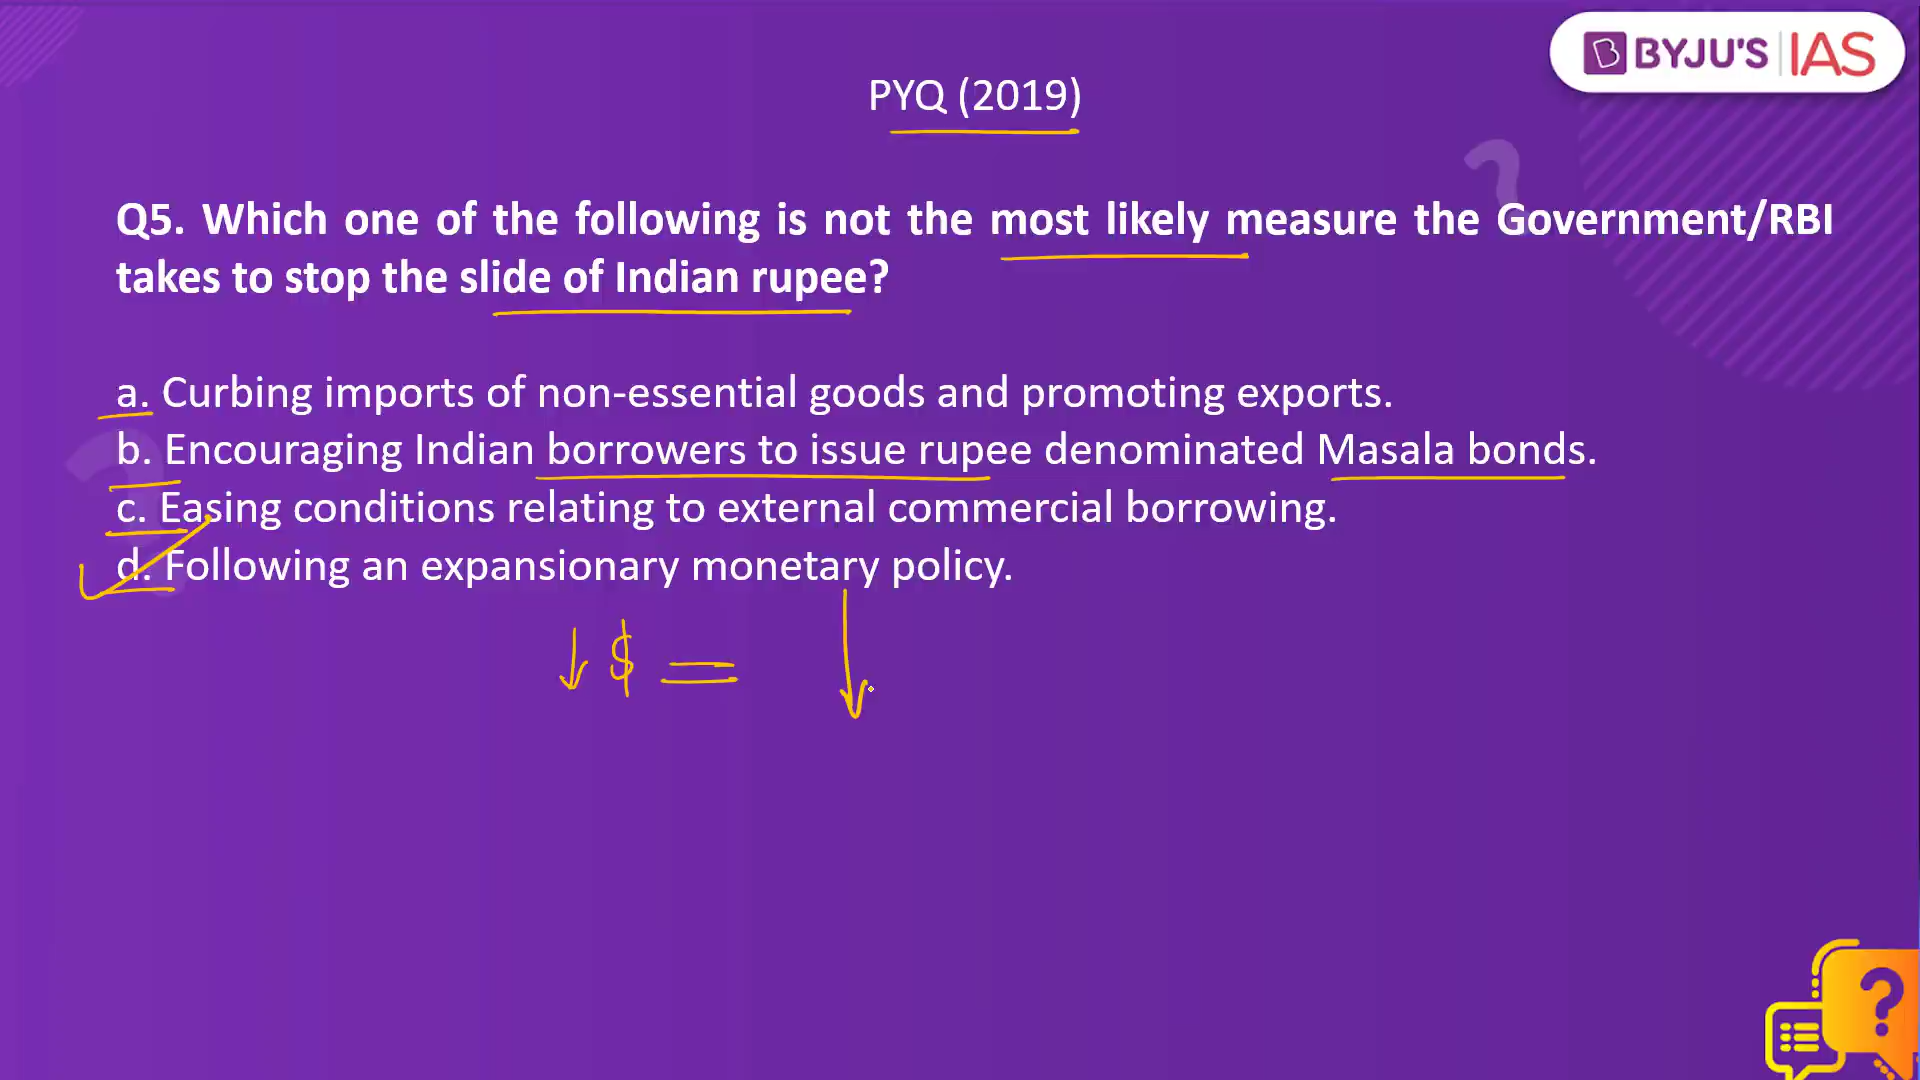 BYJU'S IAS
PYQ (2019)
Q5. Which one of the following is not the most likely measure the Government/RBI
takes to stop the slide of Indian rupee?
a. Curbing imports of non-essential goods and promoting exports.
b. Encouraging Indian borrowers to issue rupee denominated Masala bonds.
c. Easing conditions relating to external commercial borrowing.
d. Following an expansionary monetary policy.
↓ $ = ↓